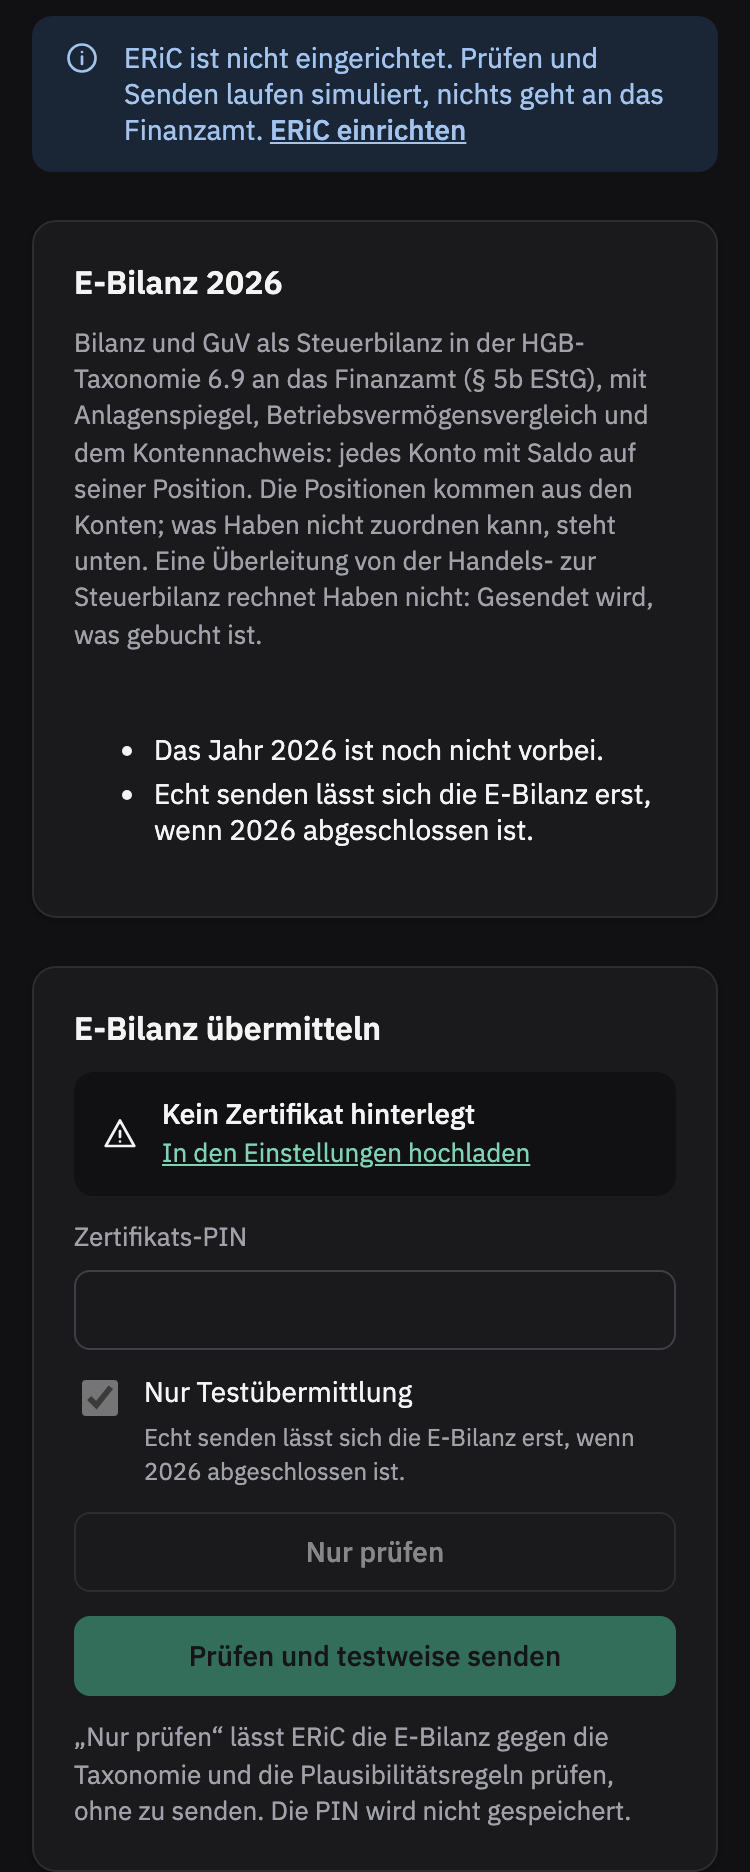 ERiC ist nicht eingerichtet. Prüfen und
Senden laufen simuliert, nichts geht an das
Finanzamt. ERiC einrichten
E-Bilanz 2026
Bilanz und GuV als Steuerbilanz in der HGB-
Taxonomie 6.9 an das Finanzamt (§ 5b EStG), mit
Anlagenspiegel, Betriebsvermögensvergleich und
dem Kontennachweis: jedes Konto mit Saldo auf
seiner Position. Die Positionen kommen aus den
Konten; was Haben nicht zuordnen kann, steht
unten. Eine Überleitung von der Handels- zur
Steuerbilanz rechnet Haben nicht: Gesendet wird,
was gebucht ist.
• Das Jahr 2026 ist noch nicht vorbei.
• Echt senden lässt sich die E-Bilanz erst,
wenn 2026 abgeschlossen ist.
E-Bilanz übermitteln
Kein Zertifikat hinterlegt
In den Einstellungen hochladen
Zertifikats-PIN
Nur Testübermittlung
Echt senden lässt sich die E-Bilanz erst, wenn
2026 abgeschlossen ist.
Nur prüfen
Prüfen und testweise senden
„Nur prüfen“ lässt ERiC die E-Bilanz gegen die
Taxonomie und die Plausibilitätsregeln prüfen,
ohne zu senden. Die PIN wird nicht gespeichert.